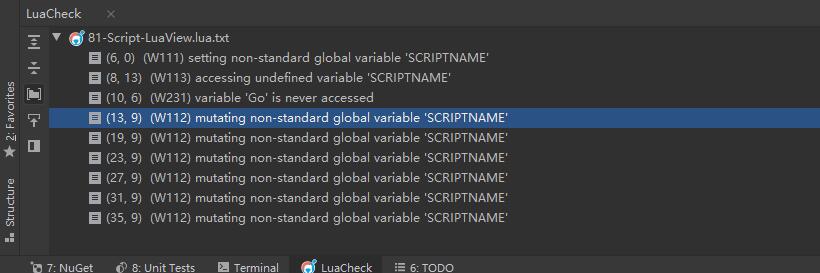 LuaCheck ×
81-Script-LuaView.lua.txt
(6, 0) (W111) setting non-standard global variable 'SCRIPTNAME'
(8, 13) (W113) accessing undefined variable 'SCRIPTNAME'
(10, 6) (W231) variable 'Go' is never accessed
(13, 9) (W112) mutating non-standard global variable 'SCRIPTNAME'
(19, 9) (W112) mutating non-standard global variable 'SCRIPTNAME'
(23, 9) (W112) mutating non-standard global variable 'SCRIPTNAME'
(27, 9) (W112) mutating non-standard global variable 'SCRIPTNAME'
(31, 9) (W112) mutating non-standard global variable 'SCRIPTNAME'
(35, 9) (W112) mutating non-standard global variable 'SCRIPTNAME'
2: Favorites
Structure
7: NuGet 8: Unit Tests Terminal LuaCheck 6: TODO